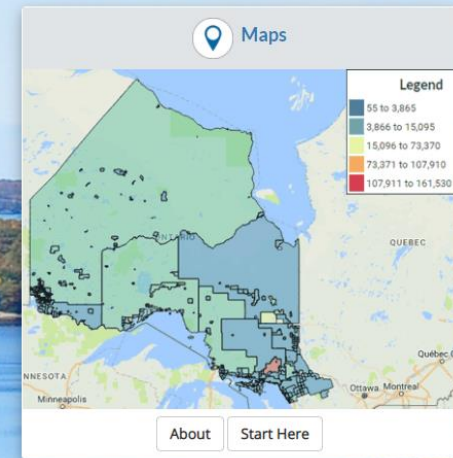 Maps
Legend
55 to 3,865
3,866 to 15,095
15,096 to 73,370
73,371 to 107,910
107,911 to 161,530
ONTARIO
QUEBEC
Québec
NNESOTA
Minneapolis
Ottawa
Montreal
About
Start Here